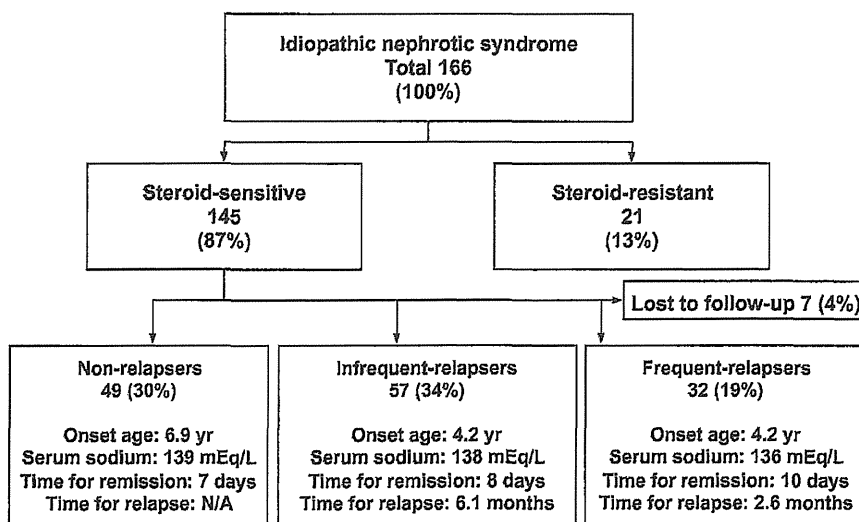 Idiopathic nephrotic syndrome
Total 166
(100%)
Steroid-sensitive
145
(87%)
Steroid-resistant
21
(13%)
Lost to follow-up 7 (4%)
Non-relapsers
49 (30%)
Onset age: 6.9 yr
Serum sodium: 139 mEq/L
Time for remission: 7 days
Time for relapse: N/A
Infrequent-relapsers
57 (34%)
Onset age: 4.2 yr
Serum sodium: 138 mEq/L
Time for remission: 8 days
Time for relapse: 6.1 months
Frequent-relapsers
32 (19%)
Onset age: 4.2 yr
Serum sodium: 136 mEq/L
Time for remission: 10 days
Time for relapse: 2.6 months